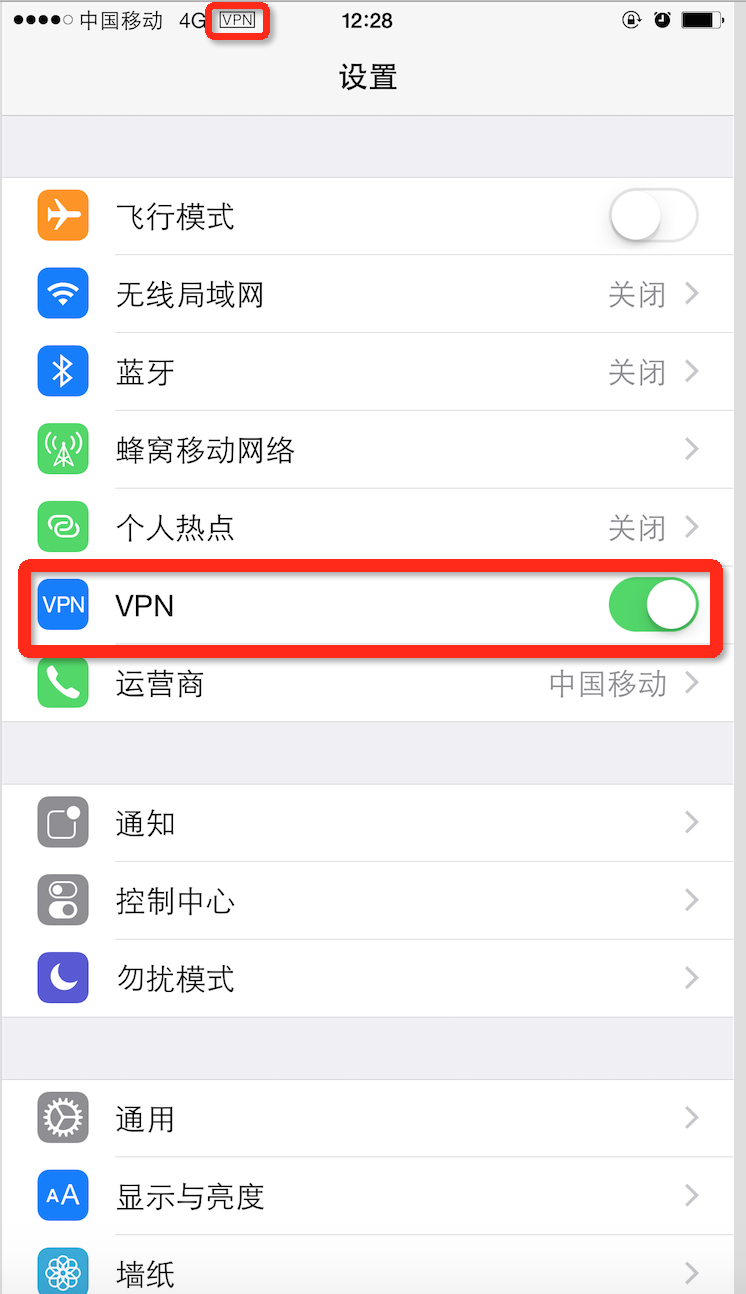 中国移动 4G VPN 12:28
设置
飞行模式
无线局域网 关闭
蓝牙 关闭
蜂窝移动网络
个人热点 关闭
VPN VPN
运营商 中国移动
通知
控制中心
勿扰模式
通用
AA 显示与亮度
墙纸